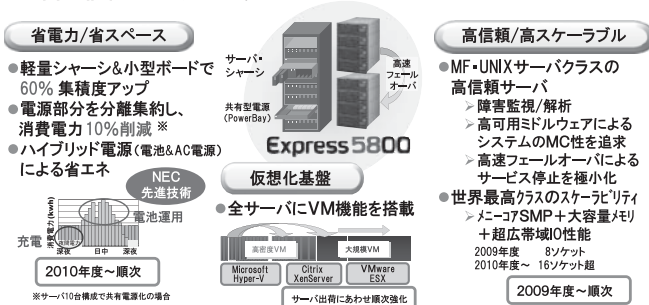 省電力/省スペース
●軽量シャーシ&小型ボードで
60% 集積度アップ
●電源部分を分離集約し、
消費電力10%削減 ※
●ハイブリッド電源(電池&AC電源)
による省エネ
NEC
先進技術
消費電力(kwh)
電池運用
充電
夜間電力
深夜 日中 深夜
2010年度~順次
※サーバ10台構成で共有電源化の場合
サーバ・
シャーシ
共有型電源
(PowerBay)
高速
フェール
オーバ
Express5800
仮想化基盤
●全サーバにVM機能を搭載
高密度VM 大規模VM
Microsoft
Hyper-V
Citrix
XenServer
VMware
ESX
サーバ出荷にあわせ順次強化
高信頼/高スケーラブル
●MF・UNIXサーバクラスの
高信頼サーバ
➢障害監視/解析
➢高可用ミドルウェアによる
システムのMC性を追求
➢高速フェールオーバによる
サービス停止を極小化
●世界最高クラスのスケーラビリティ
➢メニーコアSMP+大容量メモリ
+超広帯域IO性能
2009年度 8ソケット
2010年度~ 16ソケット超
2009年度~順次